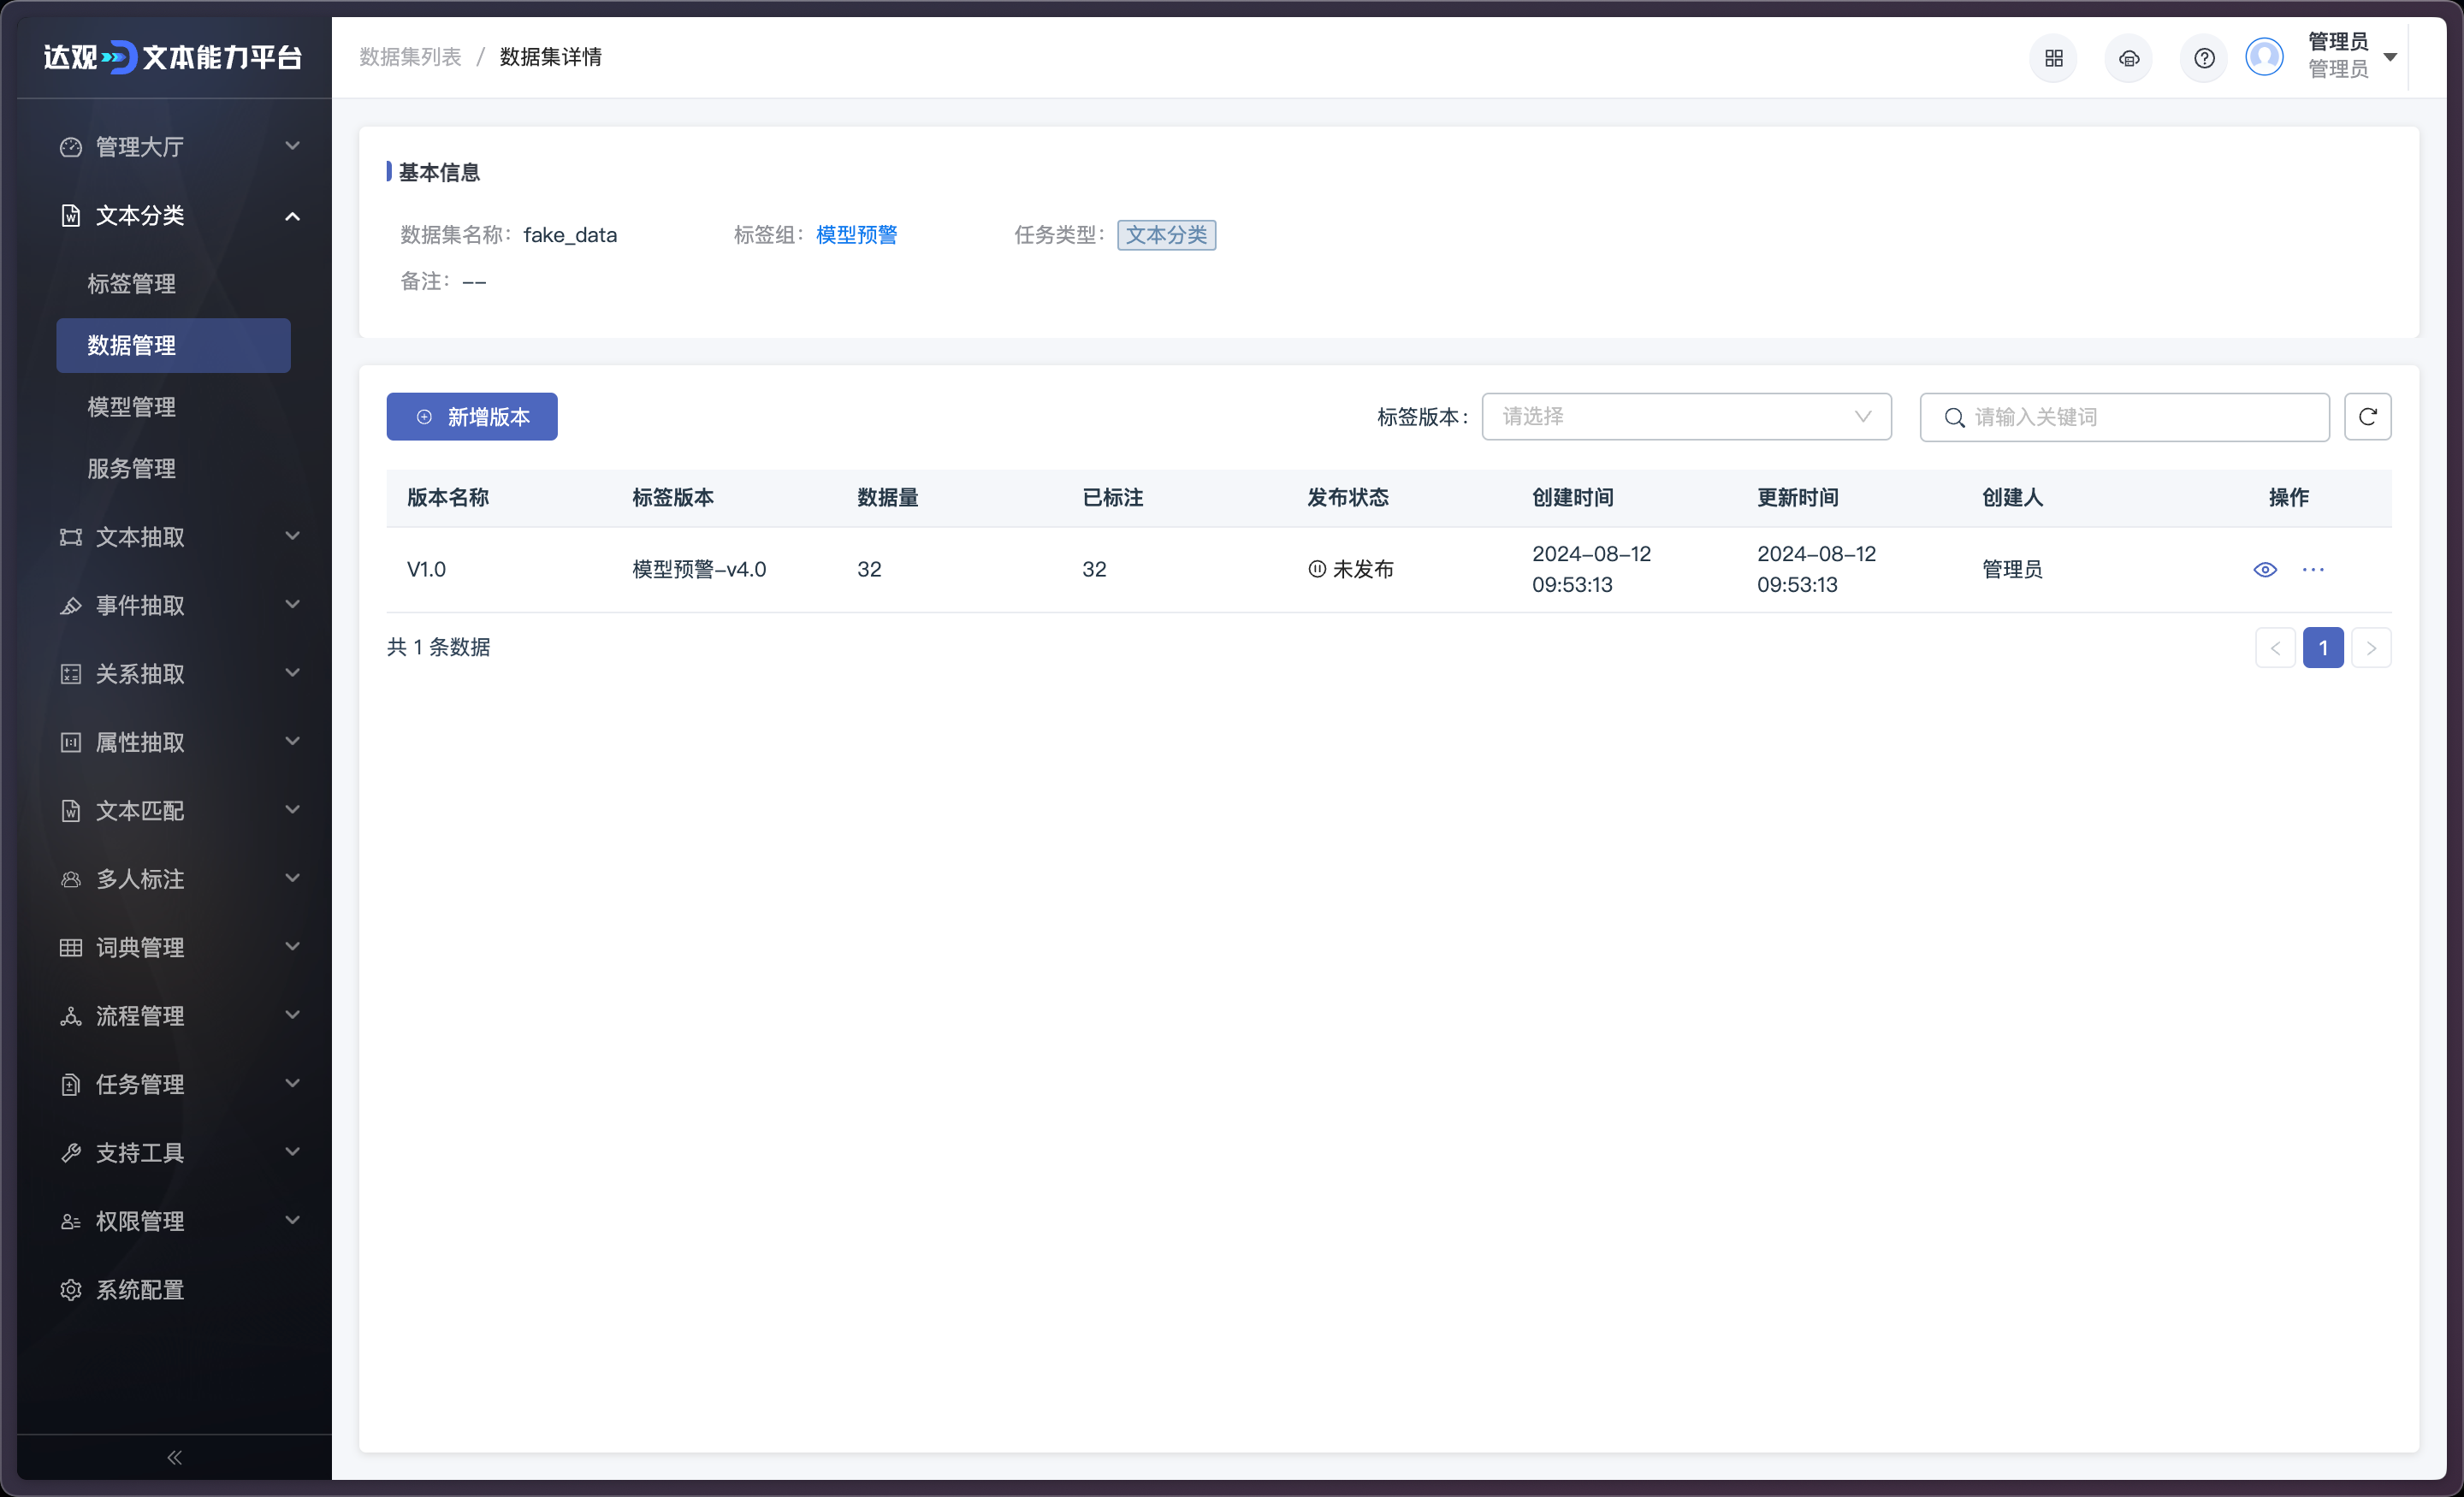 达观 文本能力平台
管理大厅
文本分类
标签管理
数据管理
模型管理
服务管理
文本抽取
事件抽取
关系抽取
属性抽取
文本匹配
多人标注
词典管理
流程管理
任务管理
支持工具
权限管理
系统配置
数据集列表 / 数据集详情
管理员
管理员
基本信息
数据集名称: fake_data 标签组: 模型预警 任务类型: 文本分类
备注: --
新增版本 标签版本: 请选择 请输入关键词
版本名称 标签版本 数据量 已标注 发布状态 创建时间 更新时间 创建人 操作
V1.0 模型预警-v4.0 32 32 未发布 2024-08-12 09:53:13 2024-08-12 09:53:13 管理员 ···
共 1 条数据 < 1 >